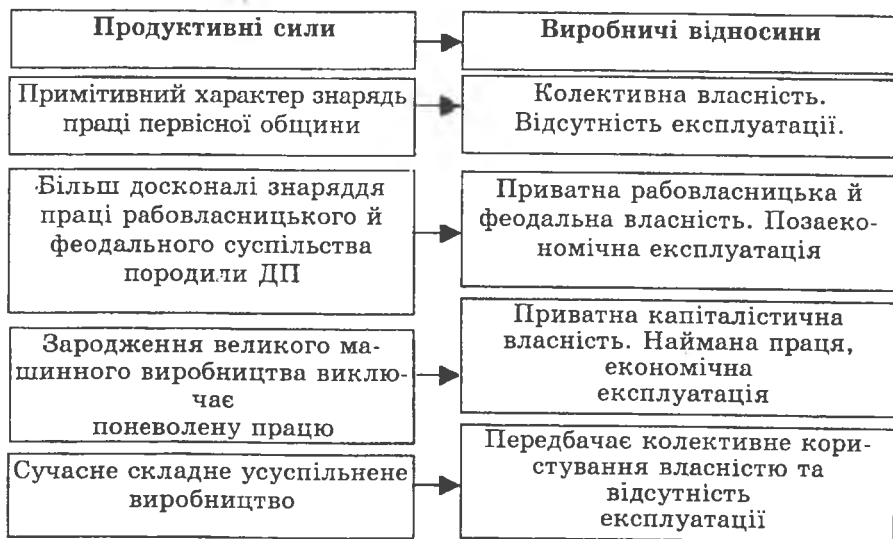 Продуктивні сили
Виробничі відносини
Примітивний характер знарядь
праці первісної общини
Колективна власність.
Відсутність експлуатації.
Більш досконалі знаряддя
праці рабовласницького й
феодального суспільства
породили ДП
Приватна рабовласницька й
феодальна власність. Позаеко-
номічна експлуатація
Зародження великого ма-
шинного виробництва виклю-
чає
поневолену працю
Приватна капіталістична
власність. Наймана праця,
економічна
експлуатація
Сучасне складне усуспільнене
виробництво
Передбачає колективне кори-
стування власністю та
відсутність
експлуатації